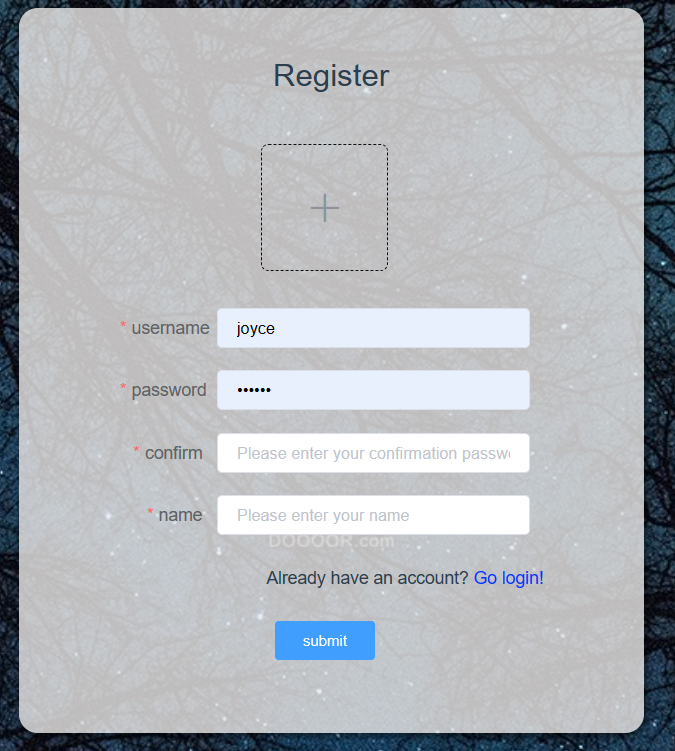 Register
* username joyce
* password ••••••
* confirm Please enter your confirmation passw
* name Please enter your name
DOOOOR.com
Already have an account? Go login!
submit